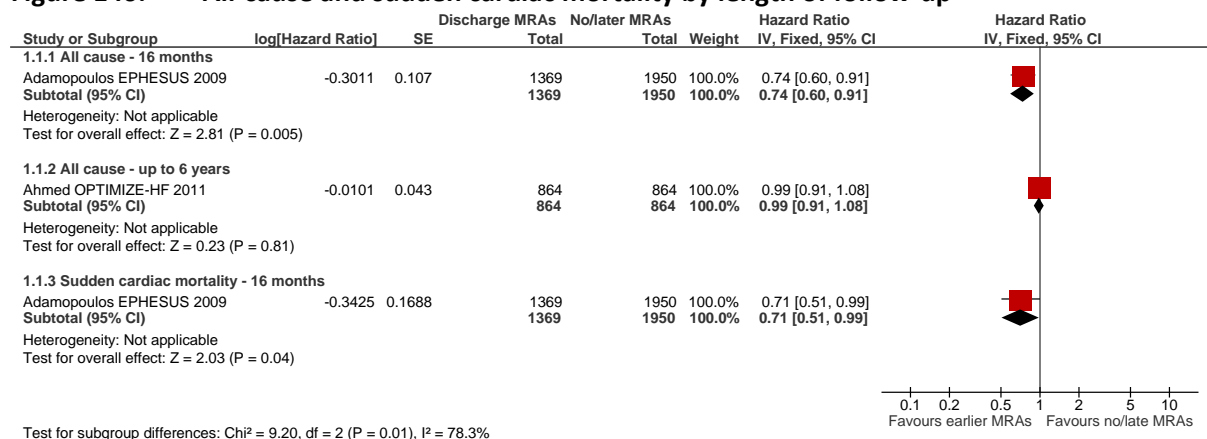 Figure All-cause and sudden cardiac mortality by length of follow-up
Discharge MRAs No/later MRAs Hazard Ratio Hazard Ratio
Study or Subgroup log[Hazard Ratio] SE Total Total Weight IV, Fixed, 95% CI IV, Fixed, 95% CI
1.1.1 All cause - 16 months
Adamopoulos EPHESUS 2009 -0.3011 0.107 1369 1950 100.0% 0.74 [0.60, 0.91]
Subtotal (95% CI) 1369 1950 100.0% 0.74 [0.60, 0.91]
Heterogeneity: Not applicable
Test for overall effect: Z = 2.81 (P = 0.005)
1.1.2 All cause - up to 6 years
Ahmed OPTIMIZE-HF 2011 -0.0101 0.043 864 864 100.0% 0.99 [0.91, 1.08]
Subtotal (95% CI) 864 864 100.0% 0.99 [0.91, 1.08]
Heterogeneity: Not applicable
Test for overall effect: Z = 0.23 (P = 0.81)
1.1.3 Sudden cardiac mortality - 16 months
Adamopoulos EPHESUS 2009 -0.3425 0.1688 1369 1950 100.0% 0.71 [0.51, 0.99]
Subtotal (95% CI) 1369 1950 100.0% 0.71 [0.51, 0.99]
Heterogeneity: Not applicable
Test for overall effect: Z = 2.03 (P = 0.04)
0.1 0.2 0.5 1 2 5 10
Favours earlier MRAs Favours no/late MRAs
Test for subgroup differences: Chi² = 9.20, df = 2 (P = 0.01), I² = 78.3%